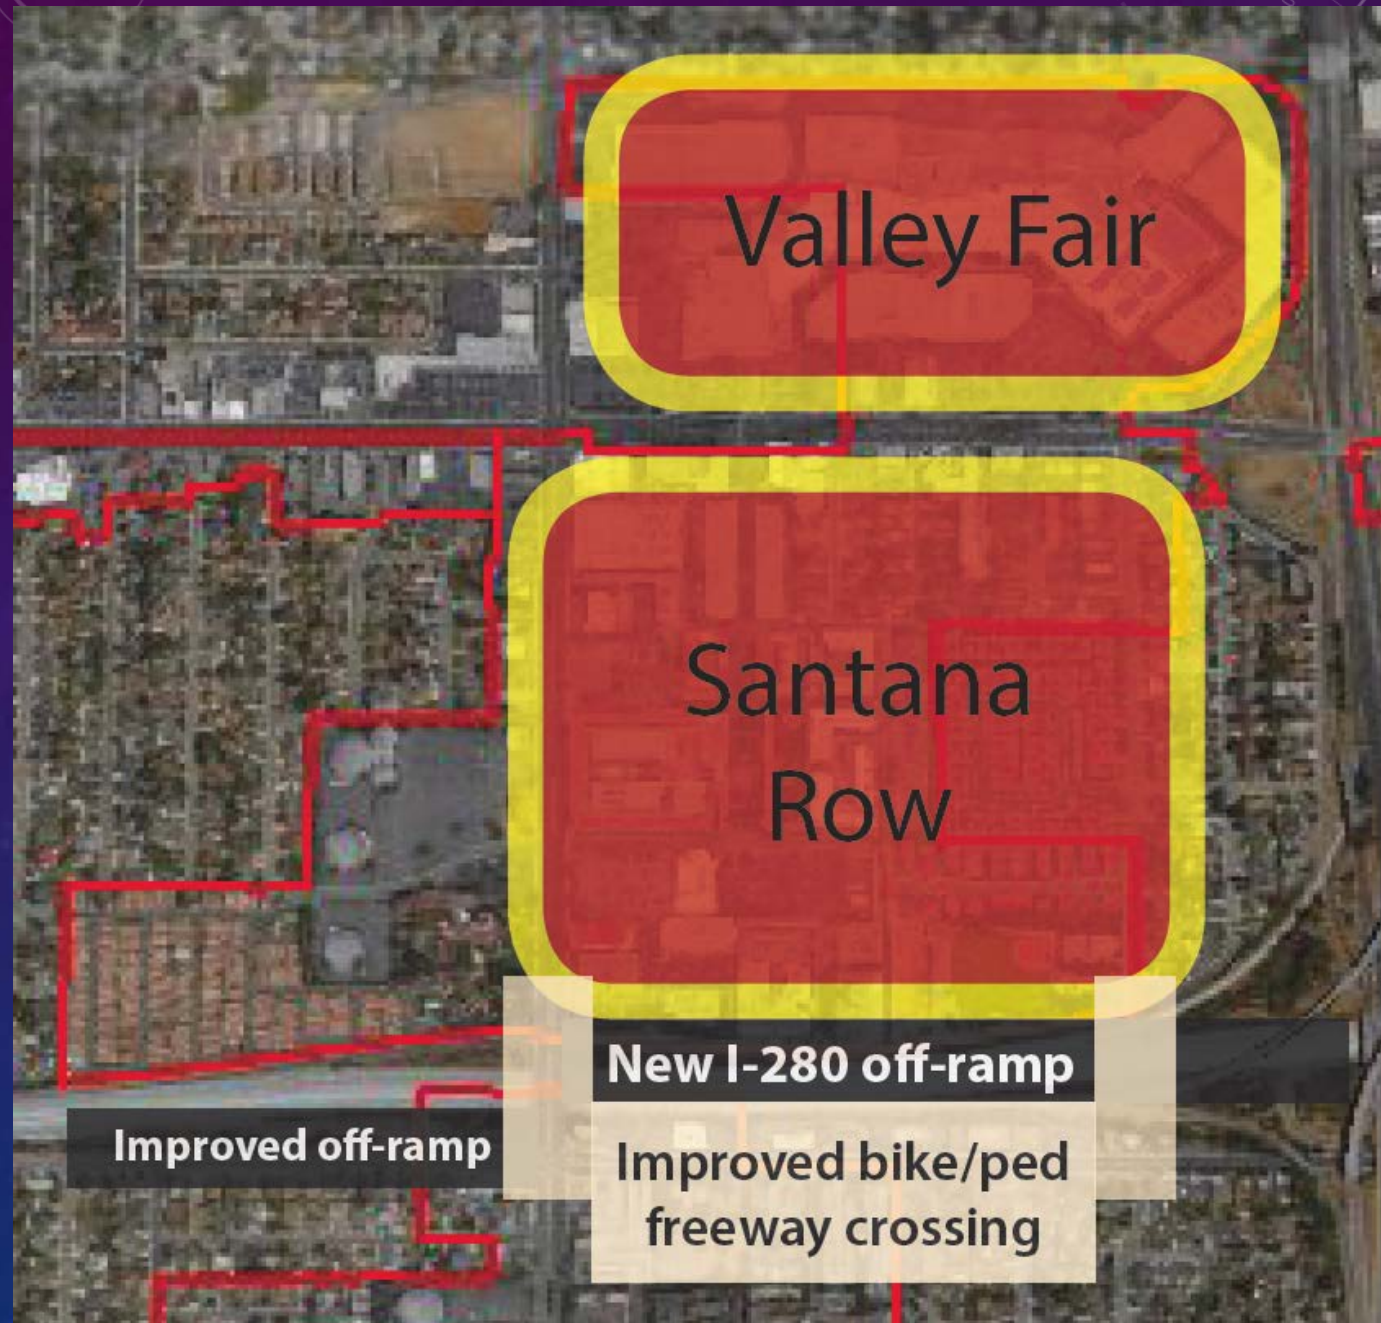 Valley Fair
Santana
Row
New I-280 off-ramp
Improved off-ramp
Improved bike/ped
freeway crossing